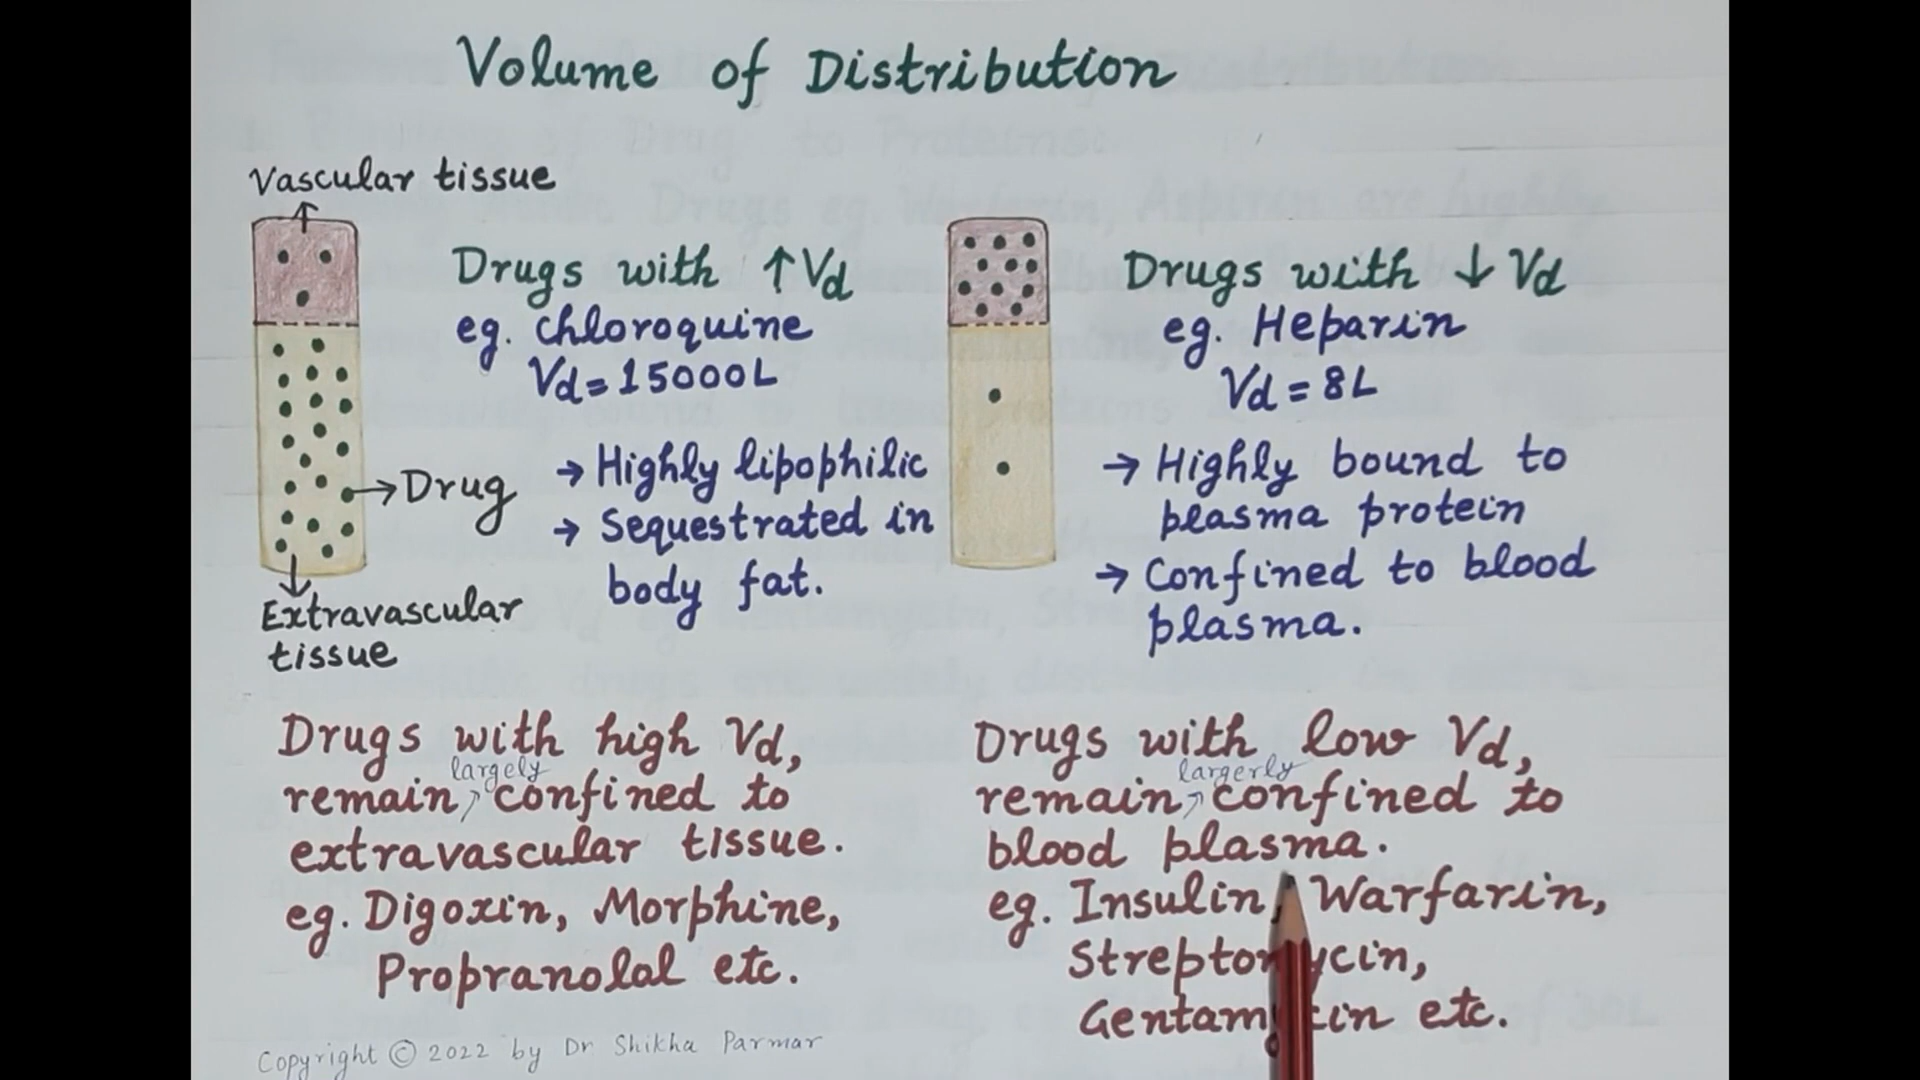 Volume of Distribution
Vascular tissue
Drugs with ↑Vd
eg. chloroquine
Vd=15000L
→ Highly lipophilic
→ Sequestrated in
body fat.
→Drug
Extravascular
tissue
Drugs with ↓ Vd
eg. Heparin
Vd=8L
→ Highly bound to
plasma protein
→ Confined to blood
plasma.
Drugs with high Vd,
largely
remain, confined to
extravascular tissue.
eg. Digoxin, Morphine,
Propranolal etc.
Drugs with low Vd,
largerly
remain, confined to
blood plasma.
eg. Insulin, Warfarin,
Streptomycin,
Gentamycin etc.
Copyright © 2022 by Dr Shikha Parmar